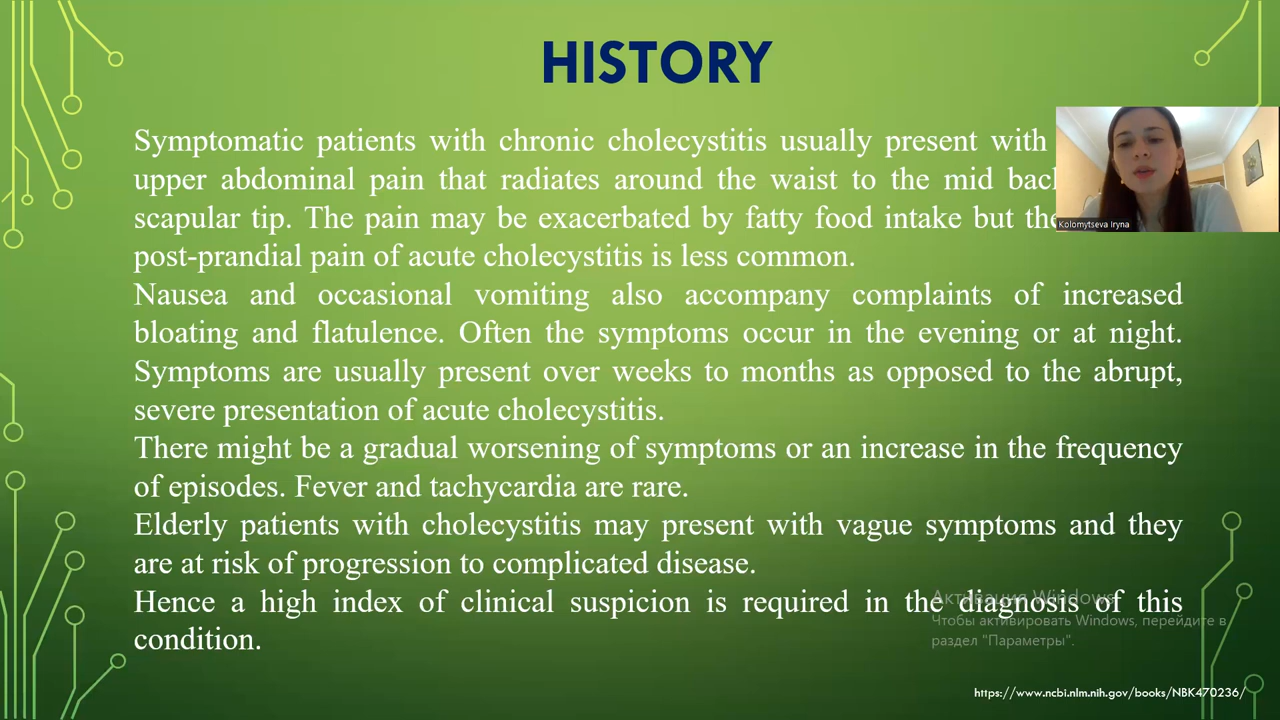 HISTORY
Symptomatic patients with chronic cholecystitis usually present with
upper abdominal pain that radiates around the waist to the mid
scapular tip. The pain may be exacerbated by fatty food intake but
post-prandial pain of acute cholecystitis is less common.
Nausea and occasional vomiting also accompany complaints of increased
bloating and flatulence. Often the symptoms occur in the evening or at night.
Symptoms are usually present over weeks to months as opposed to the abrupt,
severe presentation of acute cholecystitis.
There might be a gradual worsening of symptoms or an increase in the frequency
of episodes. Fever and tachycardia are rare.
Elderly patients with cholecystitis may present with vague symptoms and they
are at risk of progression to complicated disease.
Hence a high index of clinical suspicion is required in the diagnosis of this
condition.
Kolomytseva Iryna
Активация Windows
Чтобы активировать Windows, перейдите в
раздел "Параметры".
https://www.ncbi.nlm.nih.gov/books/NBK470236/